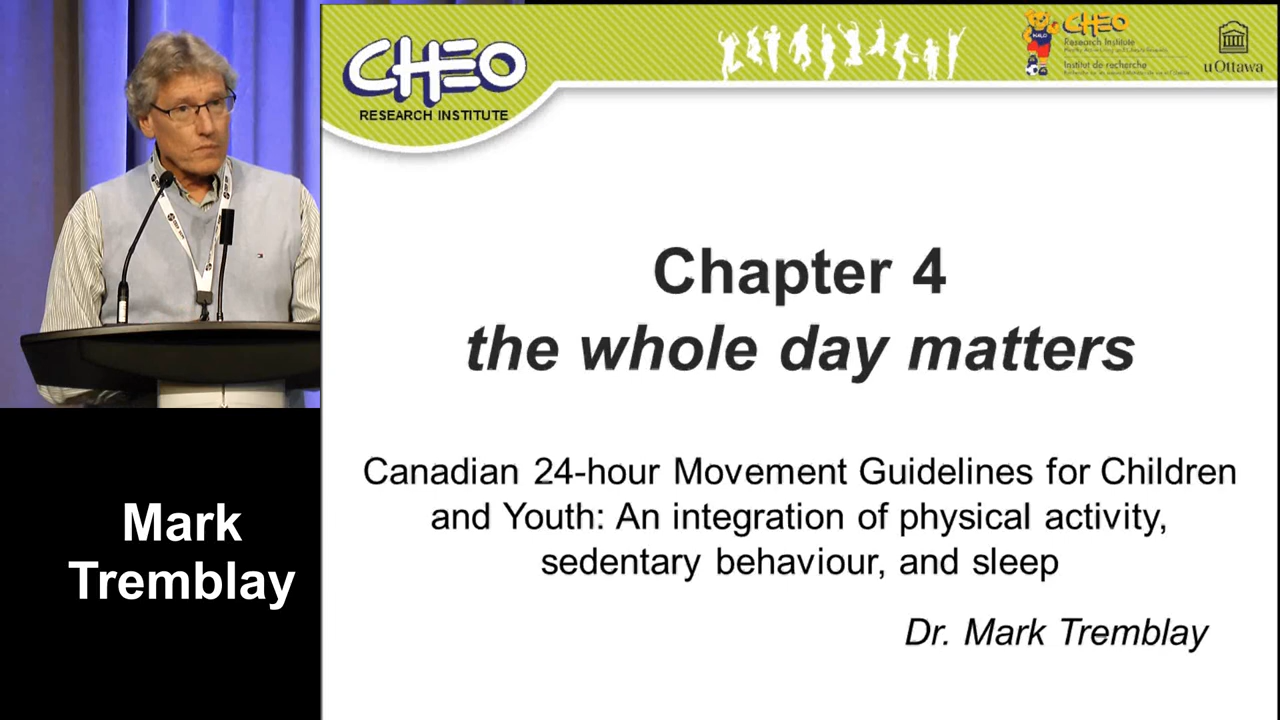 CHEO
RESEARCH INSTITUTE
CHEO
Research Institute
Institut de recherche
uOttawa
Chapter 4
the whole day matters
Canadian 24-hour Movement Guidelines for Children
and Youth: An integration of physical activity,
sedentary behaviour, and sleep
Dr. Mark Tremblay
Mark
Tremblay